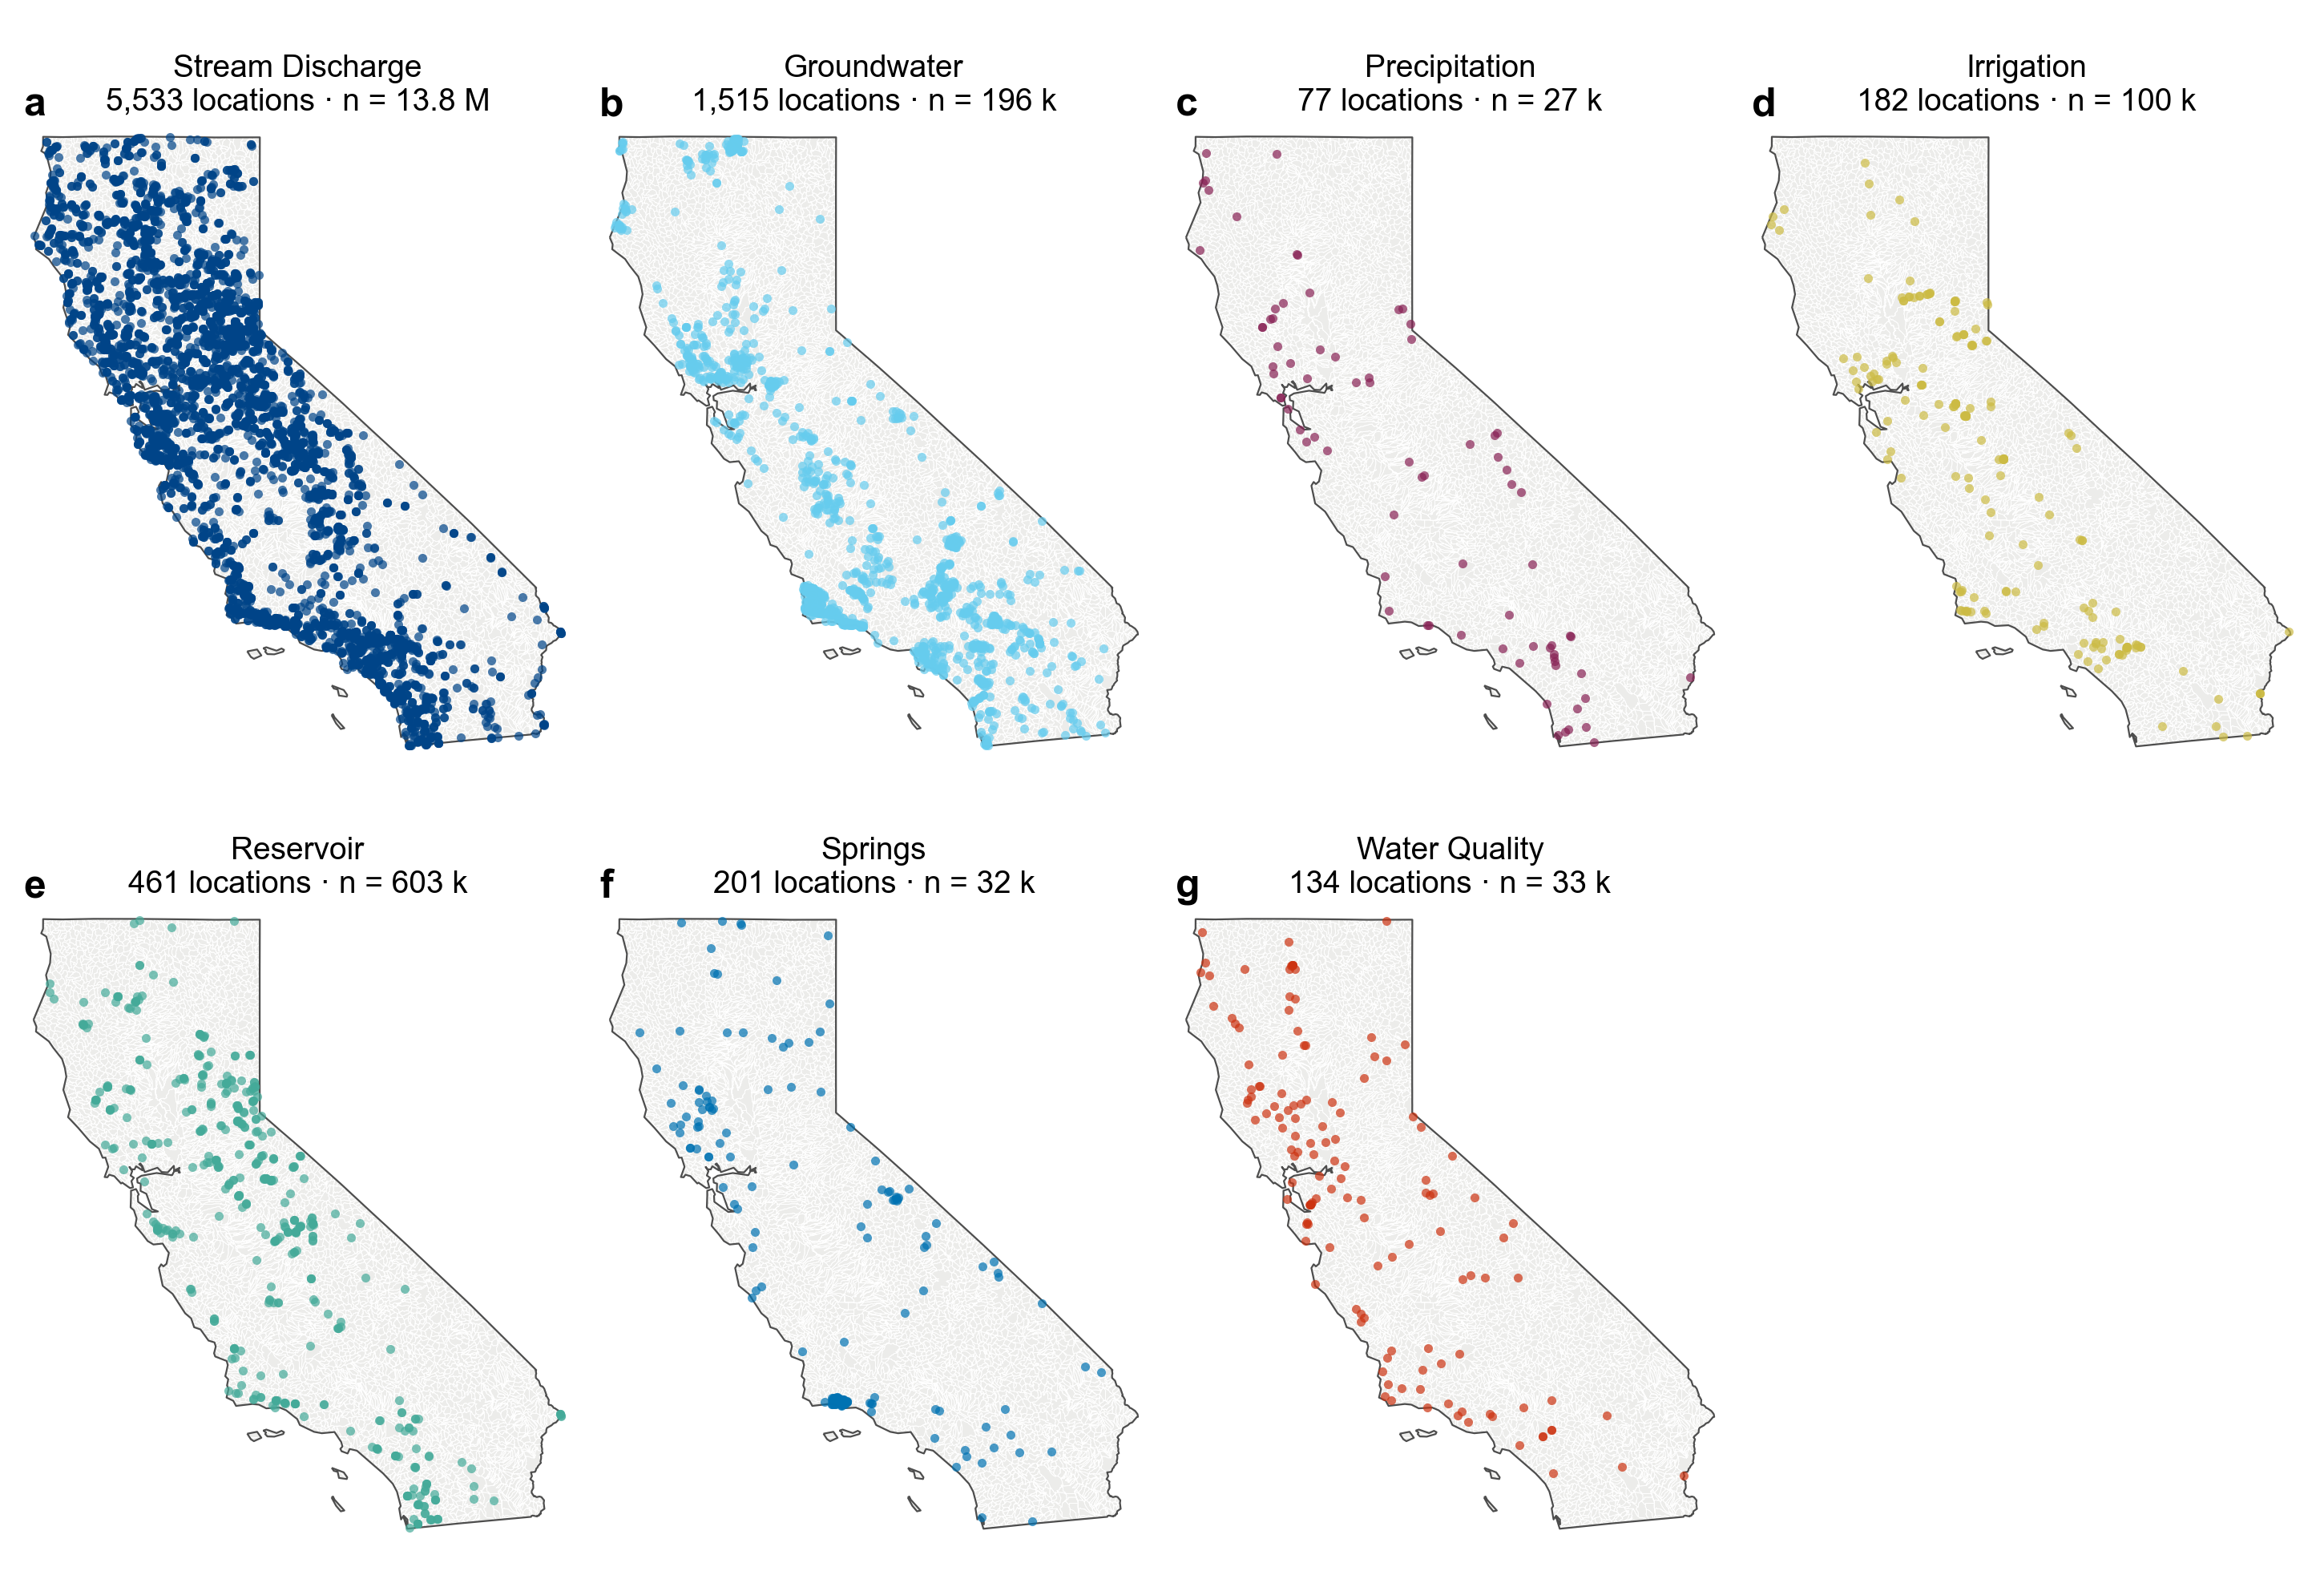 a
Stream Discharge
5,533 locations · n = 13.8 M
b
Groundwater
1,515 locations · n = 196 k
c
Precipitation
77 locations · n = 27 k
d
Irrigation
182 locations · n = 100 k
e
Reservoir
461 locations · n = 603 k
f
Springs
201 locations · n = 32 k
g
Water Quality
134 locations · n = 33 k